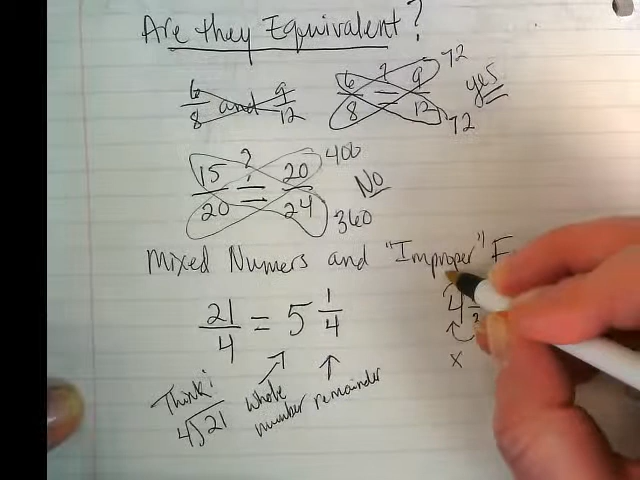 Are they Equivalent?
6/8 and 9/12 6/8 ?= 9/12 72 72 yes
15/20 ?= 20/24 400 360 No
Mixed Numers and "Improper" F
21/4 = 5 1/4 4
Think! whole number remainder x
4)21